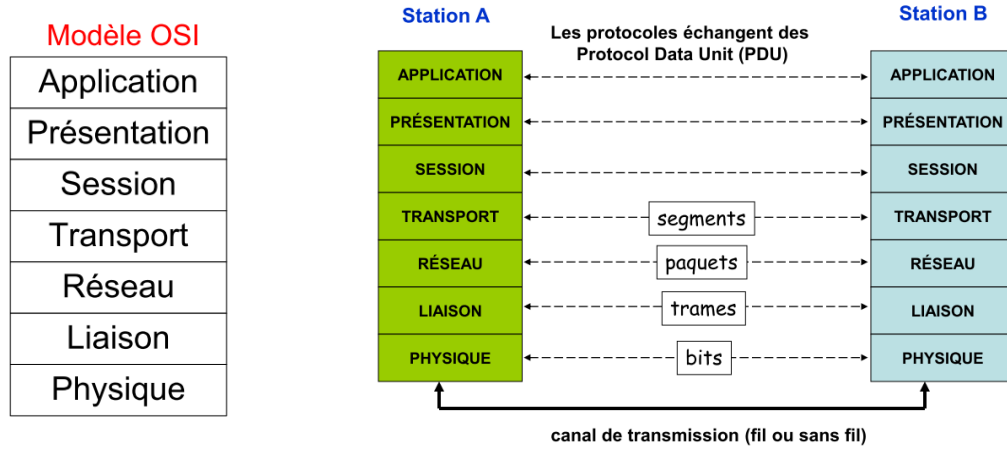 Modèle OSI
Application
Présentation
Session
Transport
Réseau
Liaison
Physique
Station A
Station B
Les protocoles échangent des
Protocol Data Unit (PDU)
APPLICATION
APPLICATION
PRÉSENTATION
PRÉSENTATION
SESSION
SESSION
TRANSPORT
segments
TRANSPORT
RÉSEAU
paquets
RÉSEAU
LIAISON
trames
LIAISON
PHYSIQUE
bits
PHYSIQUE
canal de transmission (fil ou sans fil)